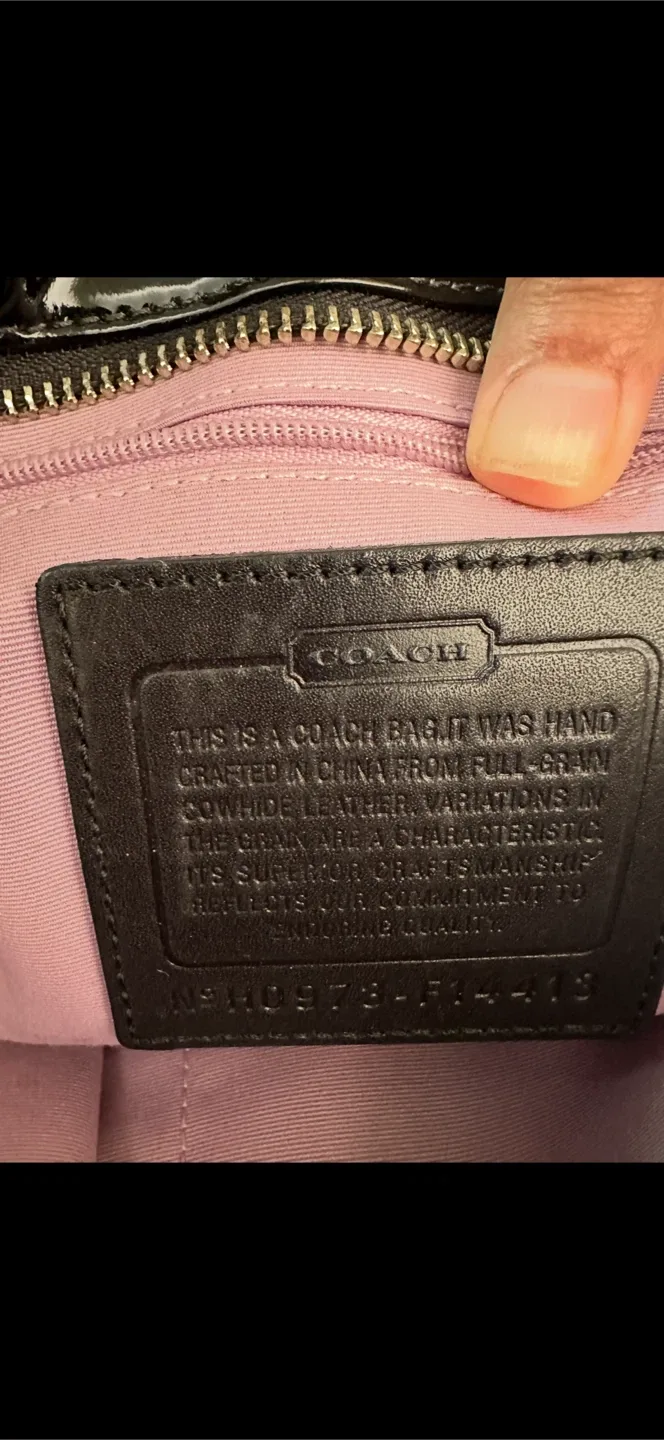 COACH
THIS IS A COACH BAG.IT WAS HAND
CRAFTED IN CHINA FROM FULL-GRAIN
COWHIDE LEATHER. VARIATIONS IN
THE GRAIN ARE A CHARACTERISTIC.
ITS SUPERIOR CRAFTSMANSHIP
REFLECTS OUR COMMITMENT TO
ENDURING QUALITY.
Nº H0973-F14413